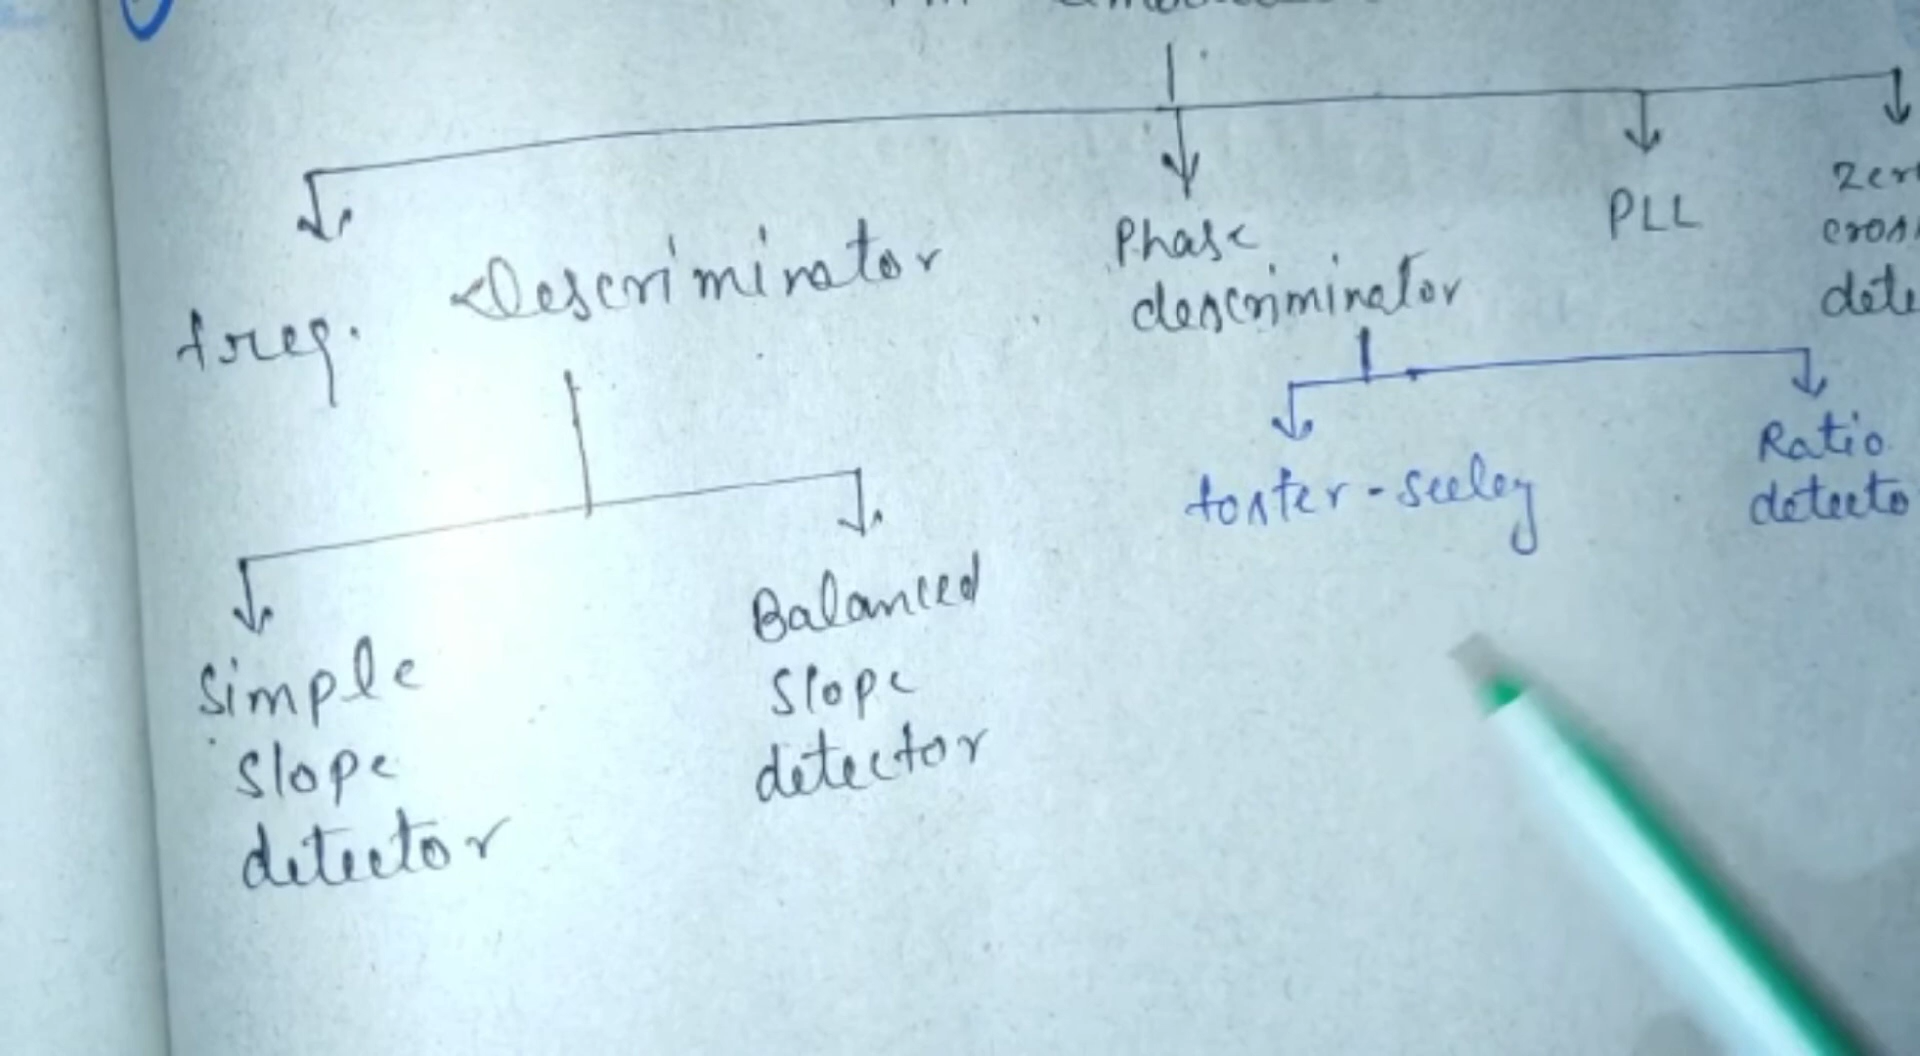 freq. Descriminator
Phase
descriminator
PLL
simple
slope
detector
Balanced
Slope
detector
foster-seeley
Ratio
detecto